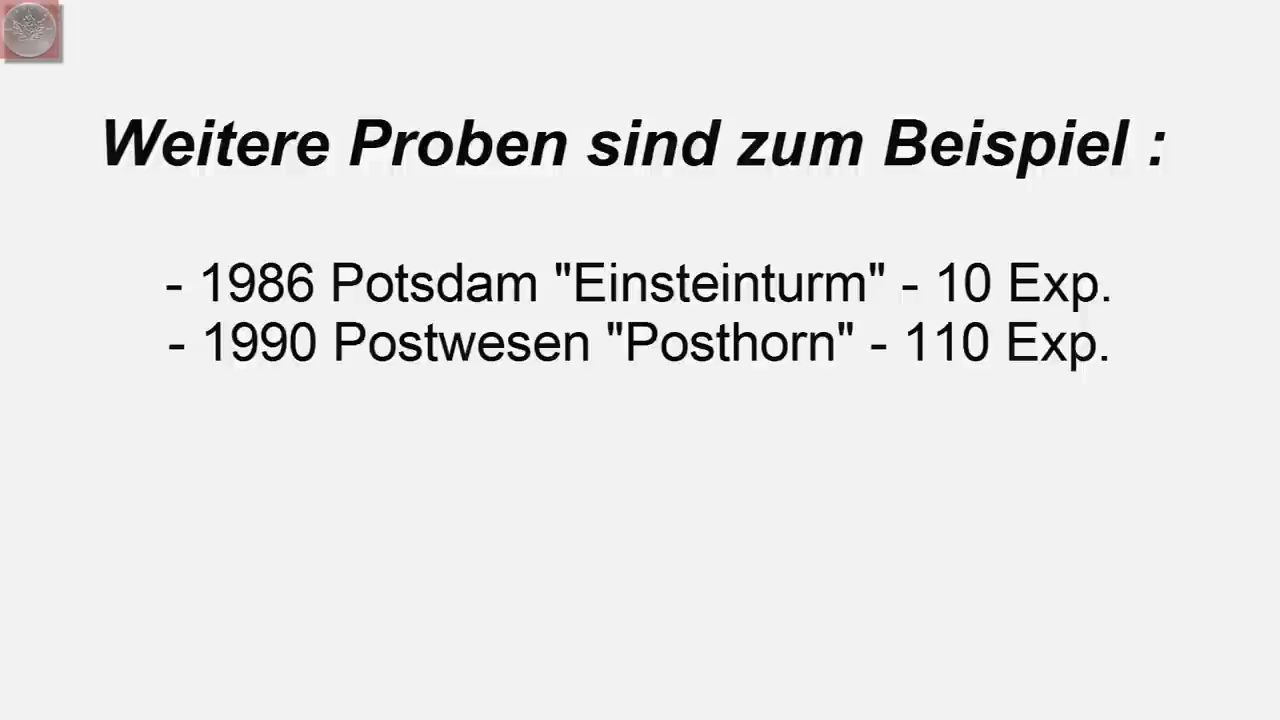 Weitere Proben sind zum Beispiel :
- 1986 Potsdam "Einsteinturm" - 10 Exp.
- 1990 Postwesen "Posthorn" - 110 Exp.